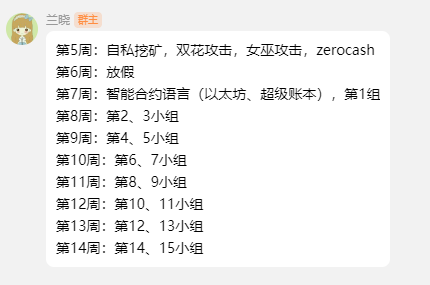 兰晓 群主
第5周：自私挖矿，双花攻击，女巫攻击，zerocash
第6周：放假
第7周：智能合约语言（以太坊、超级账本），第1组
第8周：第2、3小组
第9周：第4、5小组
第10周：第6、7小组
第11周：第8、9小组
第12周：第10、11小组
第13周：第12、13小组
第14周：第14、15小组